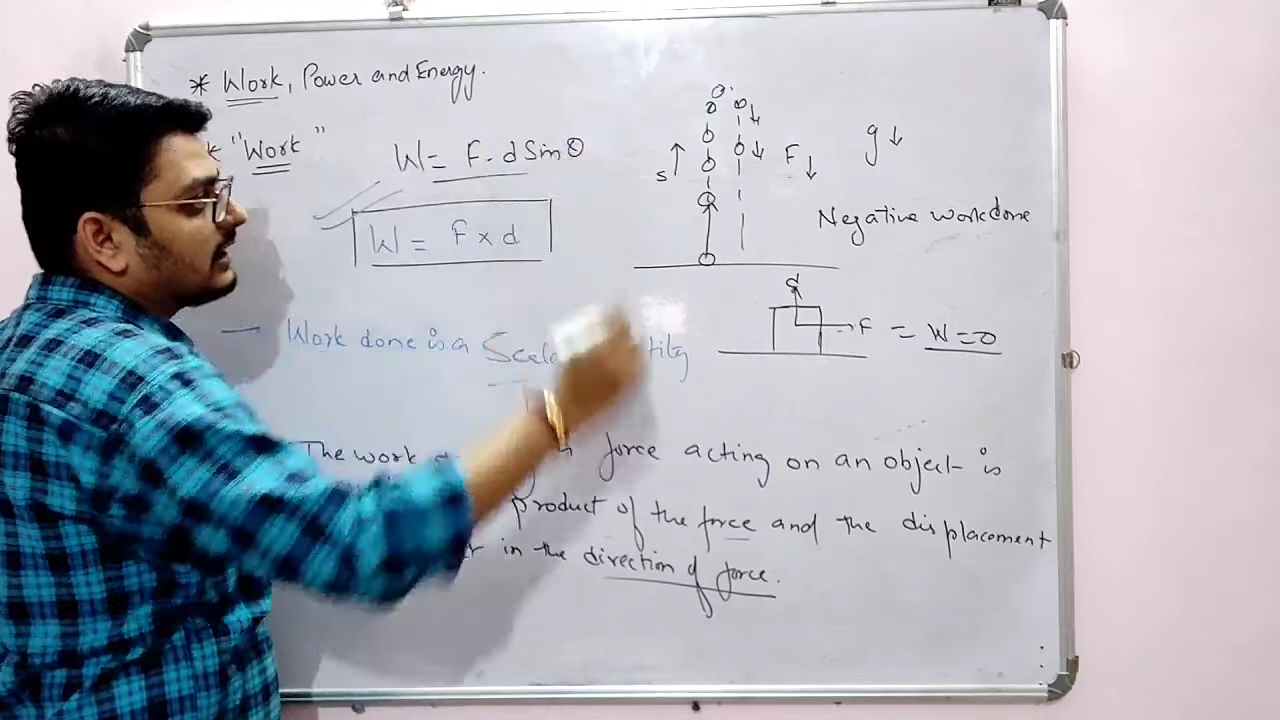 * Work, Power and Energy.
* "Work"
W = F. d Sin θ
W = F x d
→ Work done is a
The work force acting on an object is
product of the force and the displacement
in the direction of force.
s ↑
F ↓
g ↓
Negative workdone
d
F = W=0